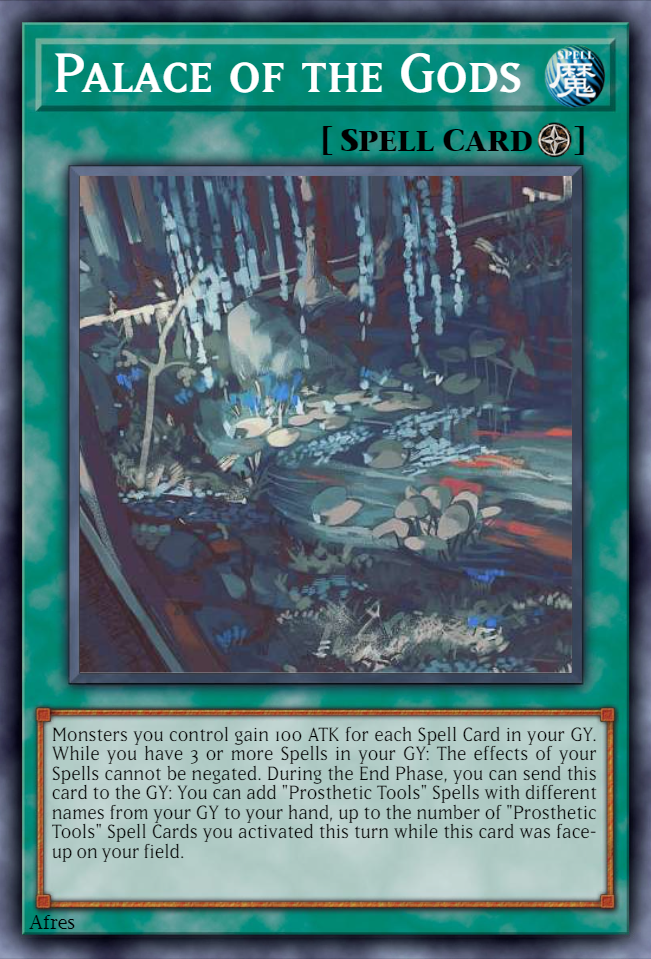 Palace of the Gods
SPELL
魔
[ Spell Card ]
Monsters you control gain 100 ATK for each Spell Card in your GY.
While you have 3 or more Spells in your GY: The effects of your
Spells cannot be negated. During the End Phase, you can send this
card to the GY: You can add "Prosthetic Tools" Spells with different
names from your GY to your hand, up to the number of "Prosthetic
Tools" Spell Cards you activated this turn while this card was face-
up on your field.
Afres